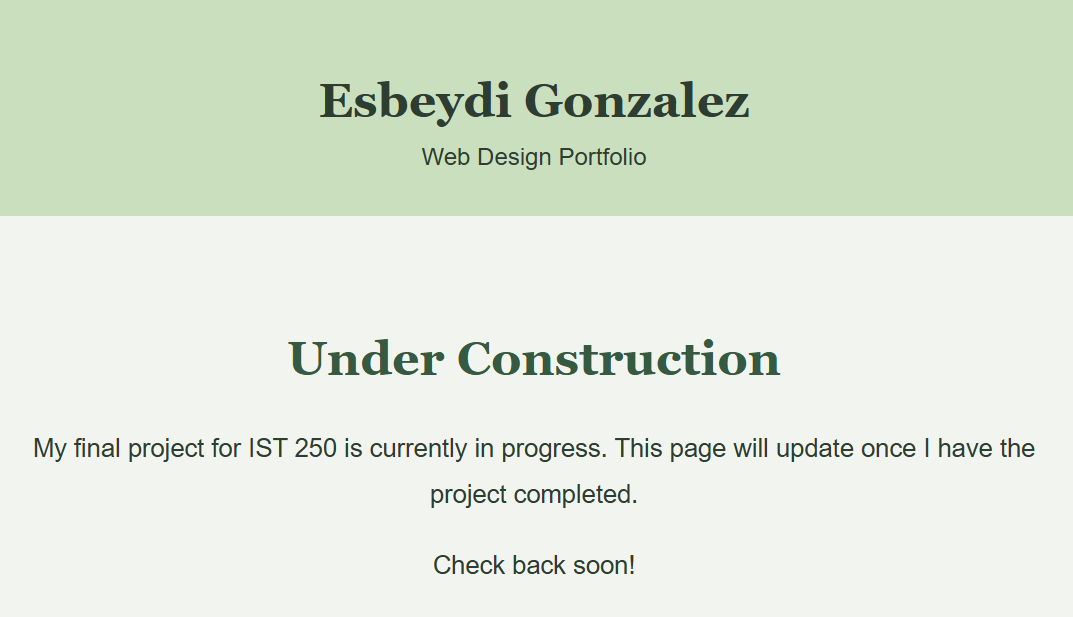 Esbeydi Gonzalez
Web Design Portfolio
Under Construction
My final project for IST 250 is currently in progress. This page will update once I have the
project completed.
Check back soon!